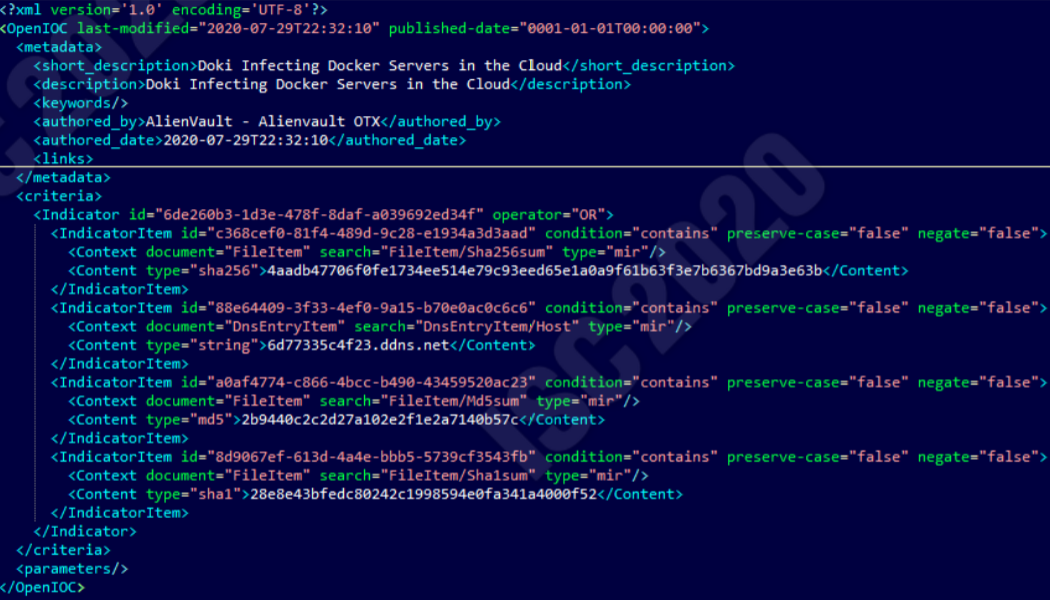 <?xml version='1.0' encoding='UTF-8'?>
<OpenIOC last-modified="2020-07-29T22:32:10" published-date="0001-01-01T00:00:00">
<metadata>
<short_description>Doki Infecting Docker Servers in the Cloud</short_description>
<description>Doki Infecting Docker Servers in the Cloud</description>
<keywords/>
<authored_by>AlienVault - Alienvault OTX</authored_by>
<authored_date>2020-07-29T22:32:10</authored_date>
<links>
</metadata>
<criteria>
<Indicator id="6de260b3-1d3e-478f-8daf-a039692ed34f" operator="OR">
<IndicatorItem id="c368cef0-81f4-489d-9c28-e1934a3d3aad" condition="contains" preserve-case="false" negate="false">
<Context document="FileItem" search="FileItem/Sha256sum" type="mir"/>
<Content type="sha256">4aadb47706f0fe1734ee514e79c93eed65e1a0a9f61b63f3e7b6367bd9a3e63b</Content>
</IndicatorItem>
<IndicatorItem id="88e64409-3f33-4ef0-9a15-b70e0ac0c6c6" condition="contains" preserve-case="false" negate="false">
<Context document="DnsEntryItem" search="DnsEntryItem/Host" type="mir"/>
<Content type="string">6d77335c4f23.ddns.net</Content>
</IndicatorItem>
<IndicatorItem id="a0af4774-c866-4bcc-b490-43459520ac23" condition="contains" preserve-case="false" negate="false">
<Context document="FileItem" search="FileItem/Md5sum" type="mir"/>
<Content type="md5">2b9440c2c2d27a102e2f1e2a7140b57c</Content>
</IndicatorItem>
<IndicatorItem id="8d9067ef-613d-4a4e-bbb5-5739cf3543fb" condition="contains" preserve-case="false" negate="false">
<Context document="FileItem" search="FileItem/Sha1sum" type="mir"/>
<Content type="sha1">28e8e43bfedc80242c1998594e0fa341a4000f52</Content>
</IndicatorItem>
</Indicator>
</criteria>
<parameters/>
</OpenIOC>
ISC2020